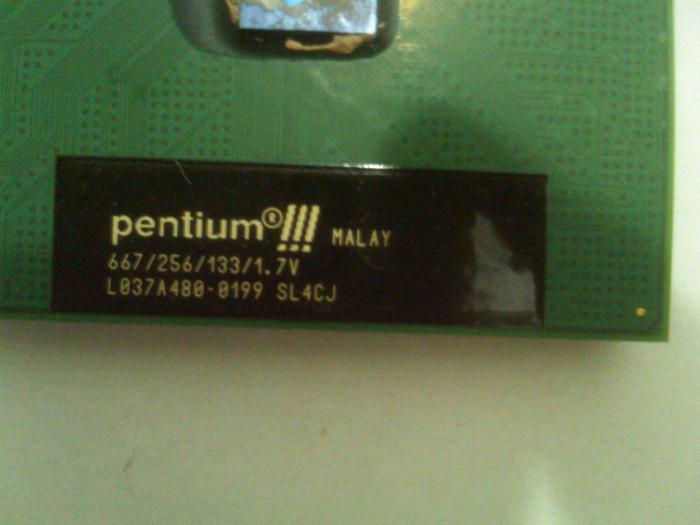 pentium®!!! MALAY
667/256/133/1.7V
L037A480-0199 SL4CJ